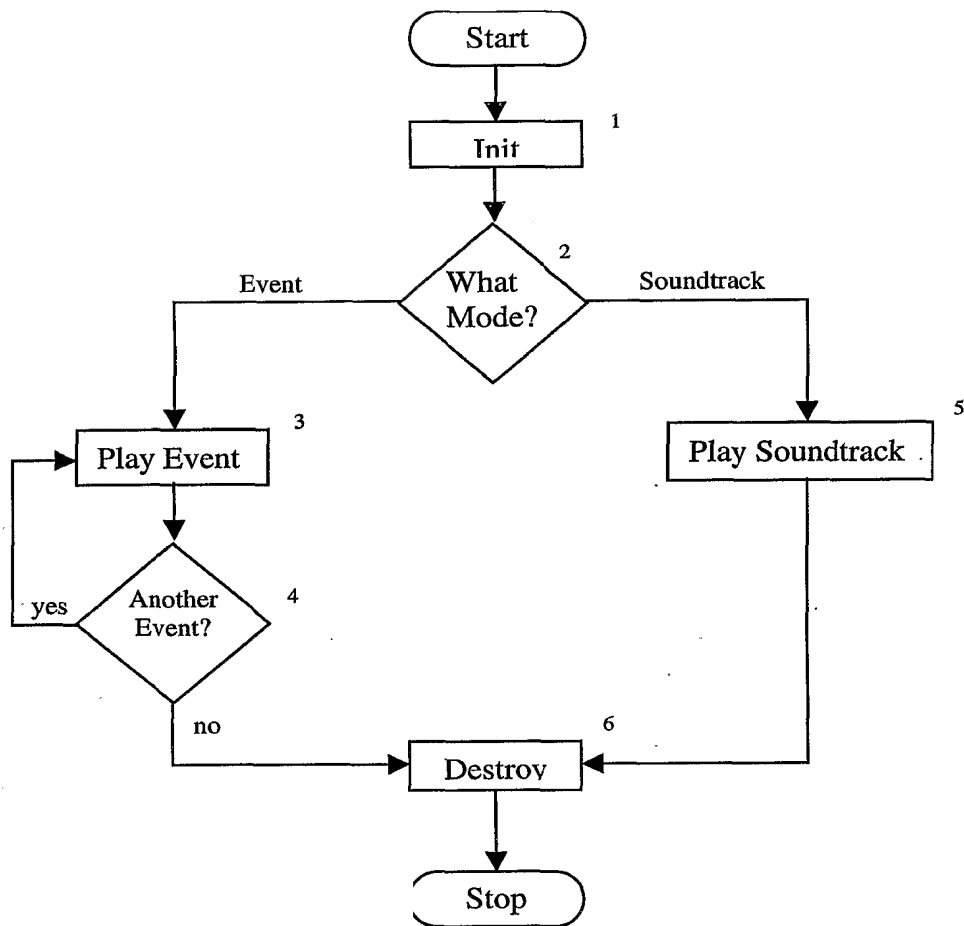 Start
1
Init
2
What
Mode?
Event
Soundtrack
3
Play Event
5
Play Soundtrack
4
Another
Event?
yes
no
6
Destroy
Stop